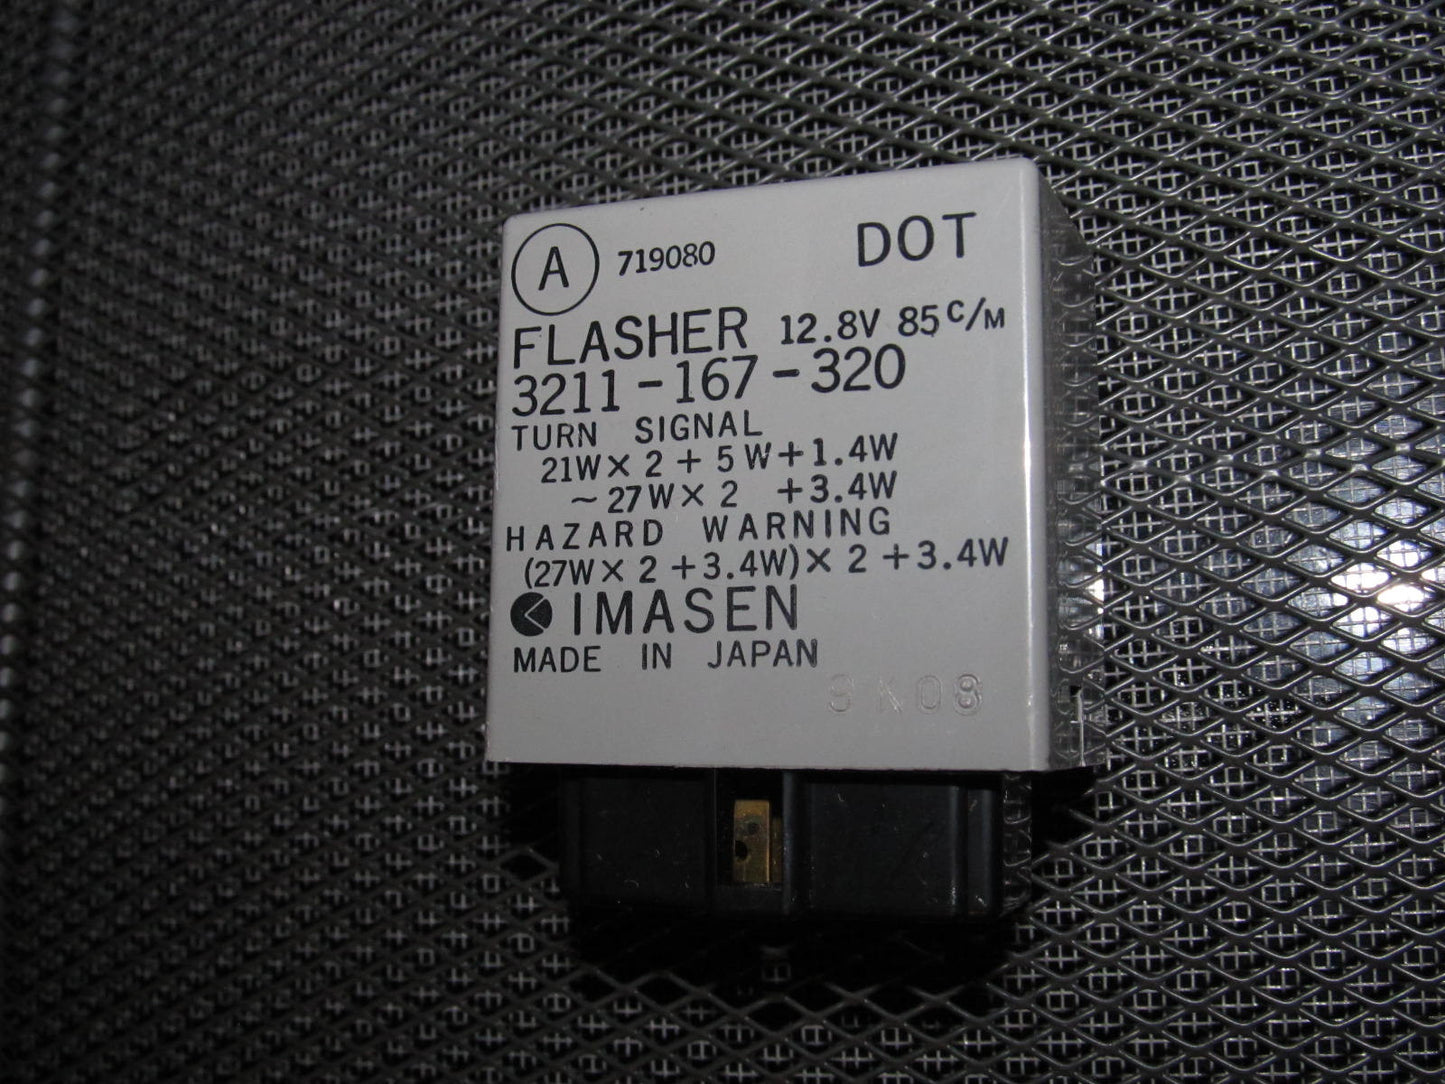 A 719080 DOT
FLASHER 12.8V 85 C/M
3211-167-320
TURN SIGNAL
21W×2+5W+1.4W
~27W×2 +3.4W
HAZARD WARNING
(27W×2+3.4W)×2+3.4W
IMASEN
MADE IN JAPAN
9K08